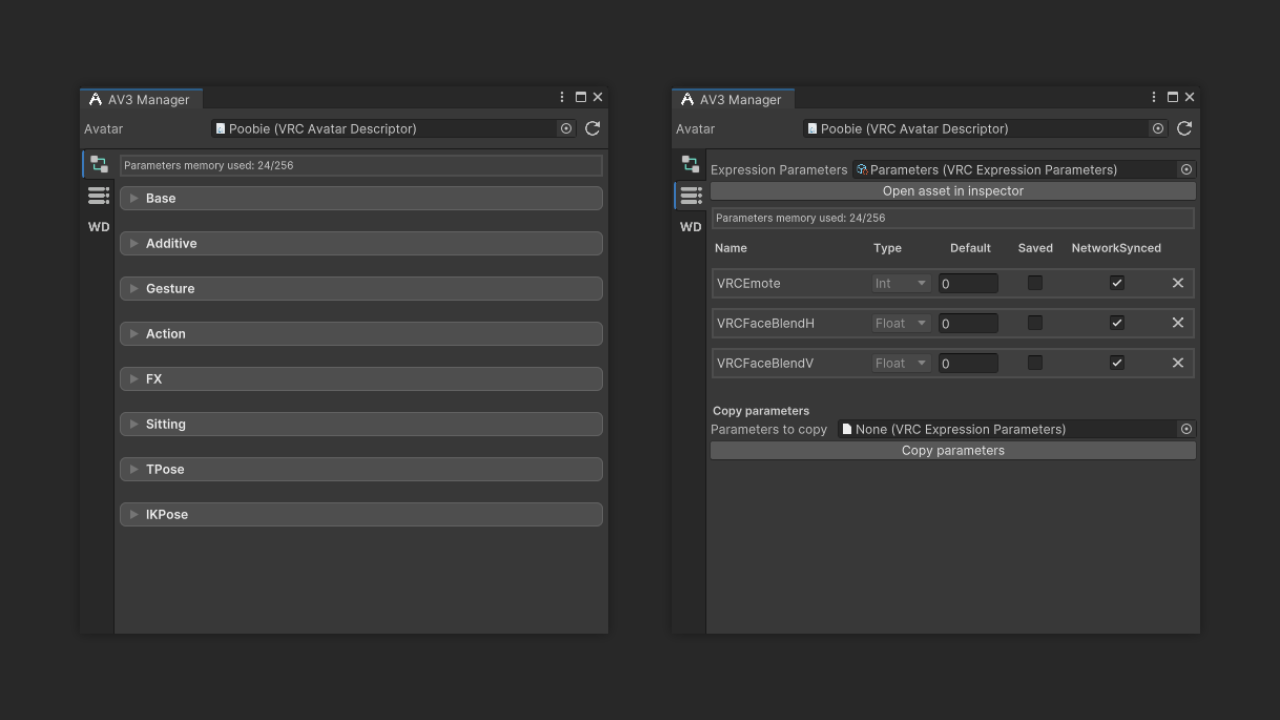 AV3 Manager
Avatar Poobie (VRC Avatar Descriptor)
Parameters memory used: 24/256
WD
Base
Additive
Gesture
Action
FX
Sitting
TPose
IKPose
AV3 Manager
Avatar Poobie (VRC Avatar Descriptor)
WD
Expression Parameters Parameters (VRC Expression Parameters)
Open asset in inspector
Parameters memory used: 24/256
Name Type Default Saved NetworkSynced
VRCEmote Int 0
VRCFaceBlendH Float 0
VRCFaceBlendV Float 0
Copy parameters
Parameters to copy None (VRC Expression Parameters)
Copy parameters